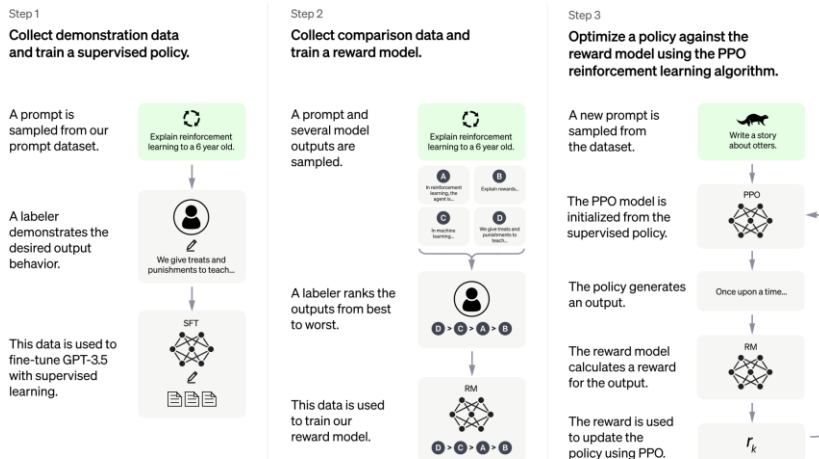 Step 1
Collect demonstration data
and train a supervised policy.
A prompt is
sampled from our
prompt dataset.
Explain reinforcement
learning to a 6 year old.
A labeler
demonstrates the
desired output
behavior.
We give treats and
punishments to teach...
This data is used to
fine-tune GPT-3.5
with supervised
learning.
SFT
Step 2
Collect comparison data and
train a reward model.
A prompt and
several model
outputs are
sampled.
Explain reinforcement
learning to a 6 year old.
A
In reinforcement
learning, the
agent is...
B
Explain rewards...
C
In machine
learning...
D
We give treats and
punishments to
teach...
A labeler ranks the
outputs from best
to worst.
D > C > A > B
This data is used
to train our
reward model.
RM
D > C > A > B
Step 3
Optimize a policy against the
reward model using the PPO
reinforcement learning algorithm.
A new prompt is
sampled from
the dataset.
Write a story
about otters.
The PPO model is
initialized from the
supervised policy.
PPO
The policy generates
an output.
Once upon a time...
The reward model
calculates a reward
for the output.
RM
The reward is used
to update the
policy using PPO.
rk